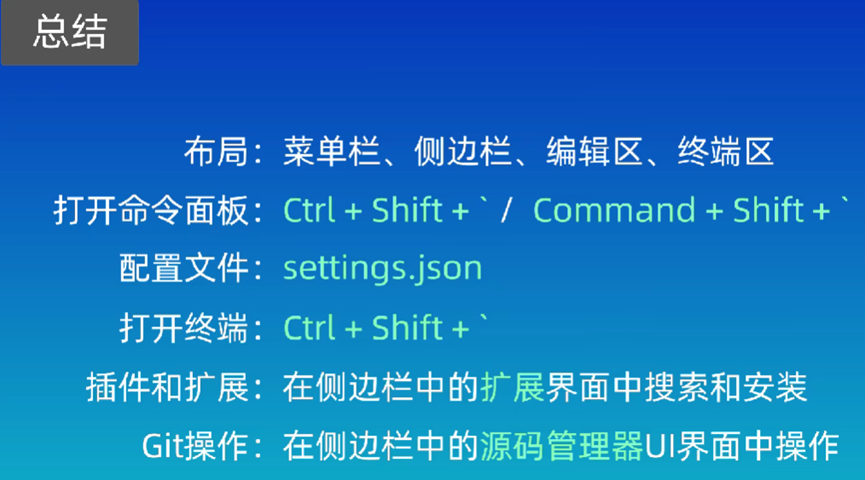 总结
布局：菜单栏、侧边栏、编辑区、终端区
打开命令面板：Ctrl + Shift + ` / Command + Shift + `
配置文件：settings.json
打开终端：Ctrl + Shift + `
插件和扩展：在侧边栏中的扩展界面中搜索和安装
Git操作：在侧边栏中的源码管理器UI界面中操作